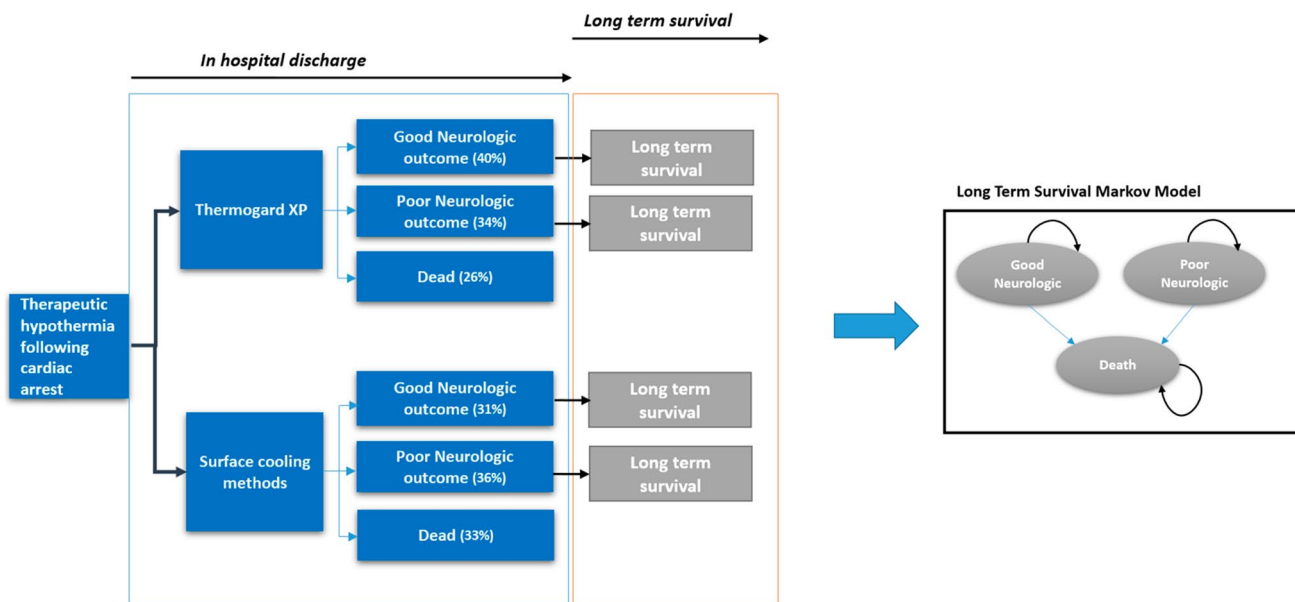 Long term survival
In hospital discharge
Therapeutic
hypothermia
following
cardiac
arrest
Thermogard XP
Good Neurologic
outcome (40%)
Long term
survival
Poor Neurologic
outcome (34%)
Long term
survival
Dead (26%)
Surface cooling
methods
Good Neurologic
outcome (31%)
Long term
survival
Poor Neurologic
outcome (36%)
Long term
survival
Dead (33%)
Long Term Survival Markov Model
Good
Neurologic
Poor
Neurologic
Death